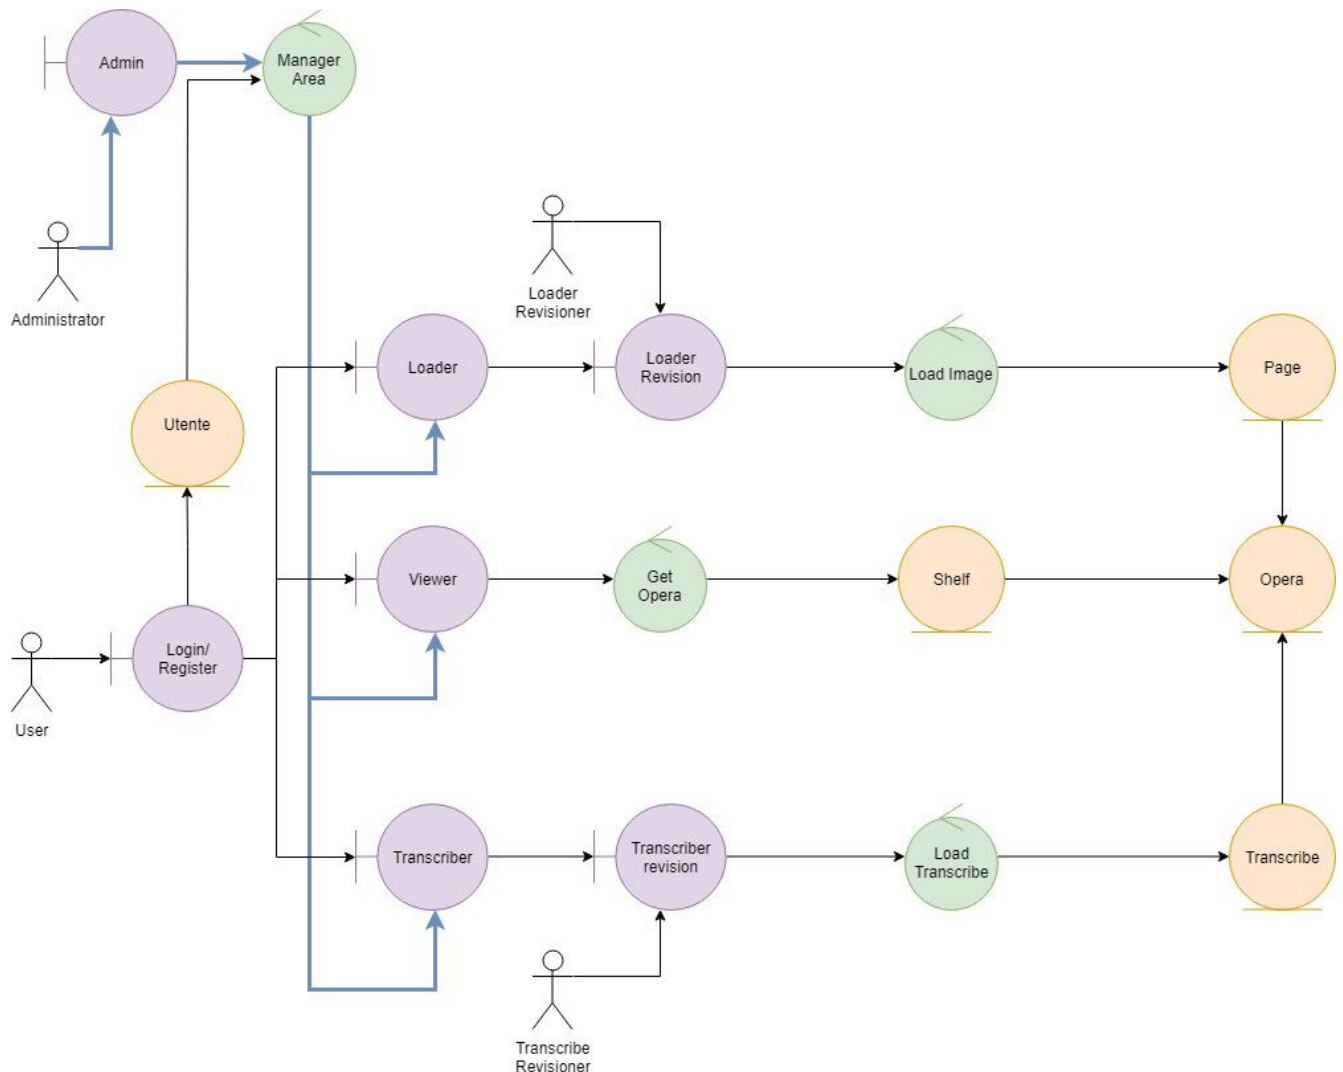 Admin
Manager
Area
Administrator
Loader
Revisioner
Loader
Loader
Revision
Load Image
Page
Utente
Viewer
Get
Opera
Shelf
Opera
Login/
Register
User
Transcriber
Transcriber
revision
Load
Transcribe
Transcribe
Transcribe
Revisioner